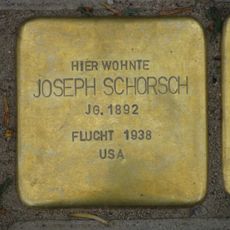 HIER WOHNTE
JOSEPH SCHORSCH
JG. 1892
FLUCHT 1938
USA